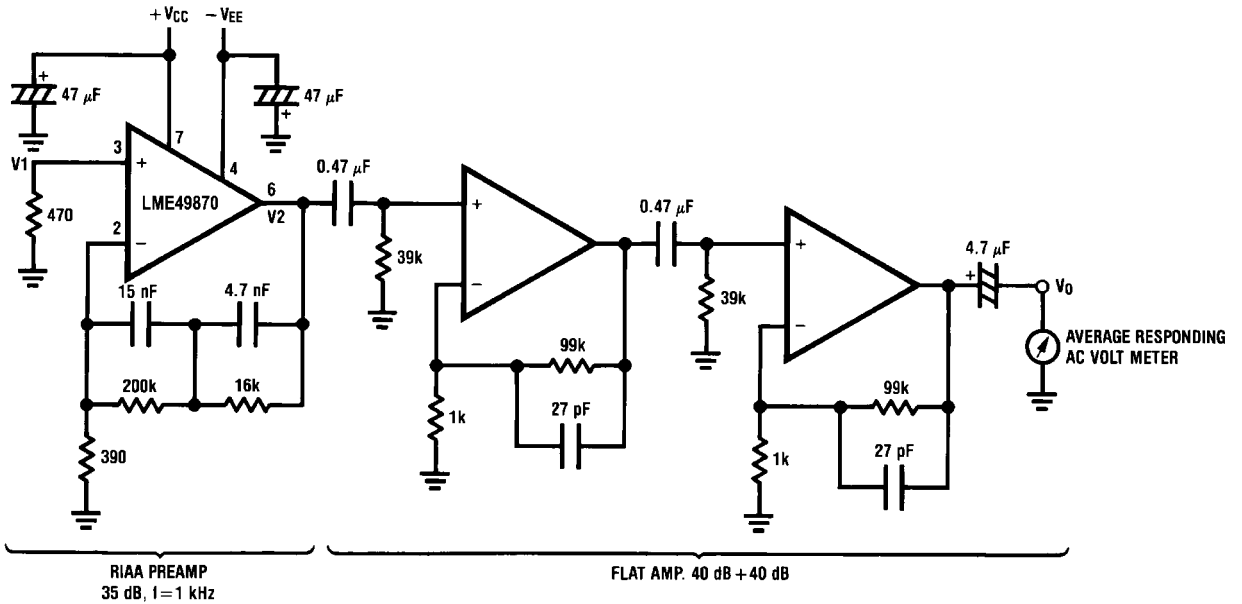 +VCC
−VEE
+
47 μF
47 μF
+
7
V1
3
+
4
0.47 μF
6
LME49870
V2
470
2
−
+
0.47 μF
39k
+
4.7 μF
+
VO
15 nF
4.7 nF
−
39k
−
AVERAGE RESPONDING
AC VOLT METER
99k
200k
16k
1k
27 pF
99k
390
1k
27 pF
RIAA PREAMP
35 dB, f=1 kHz
FLAT AMP. 40 dB+40 dB